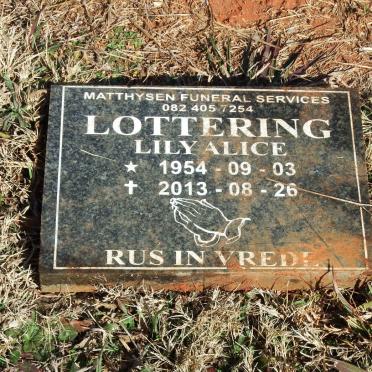 MATTHYSEN FUNERAL SERVICES
082 405 7254
LOTTERING
LILY ALICE
★ 1954 - 09 - 03
✝ 2013 - 08 - 26
RUS IN VREDE